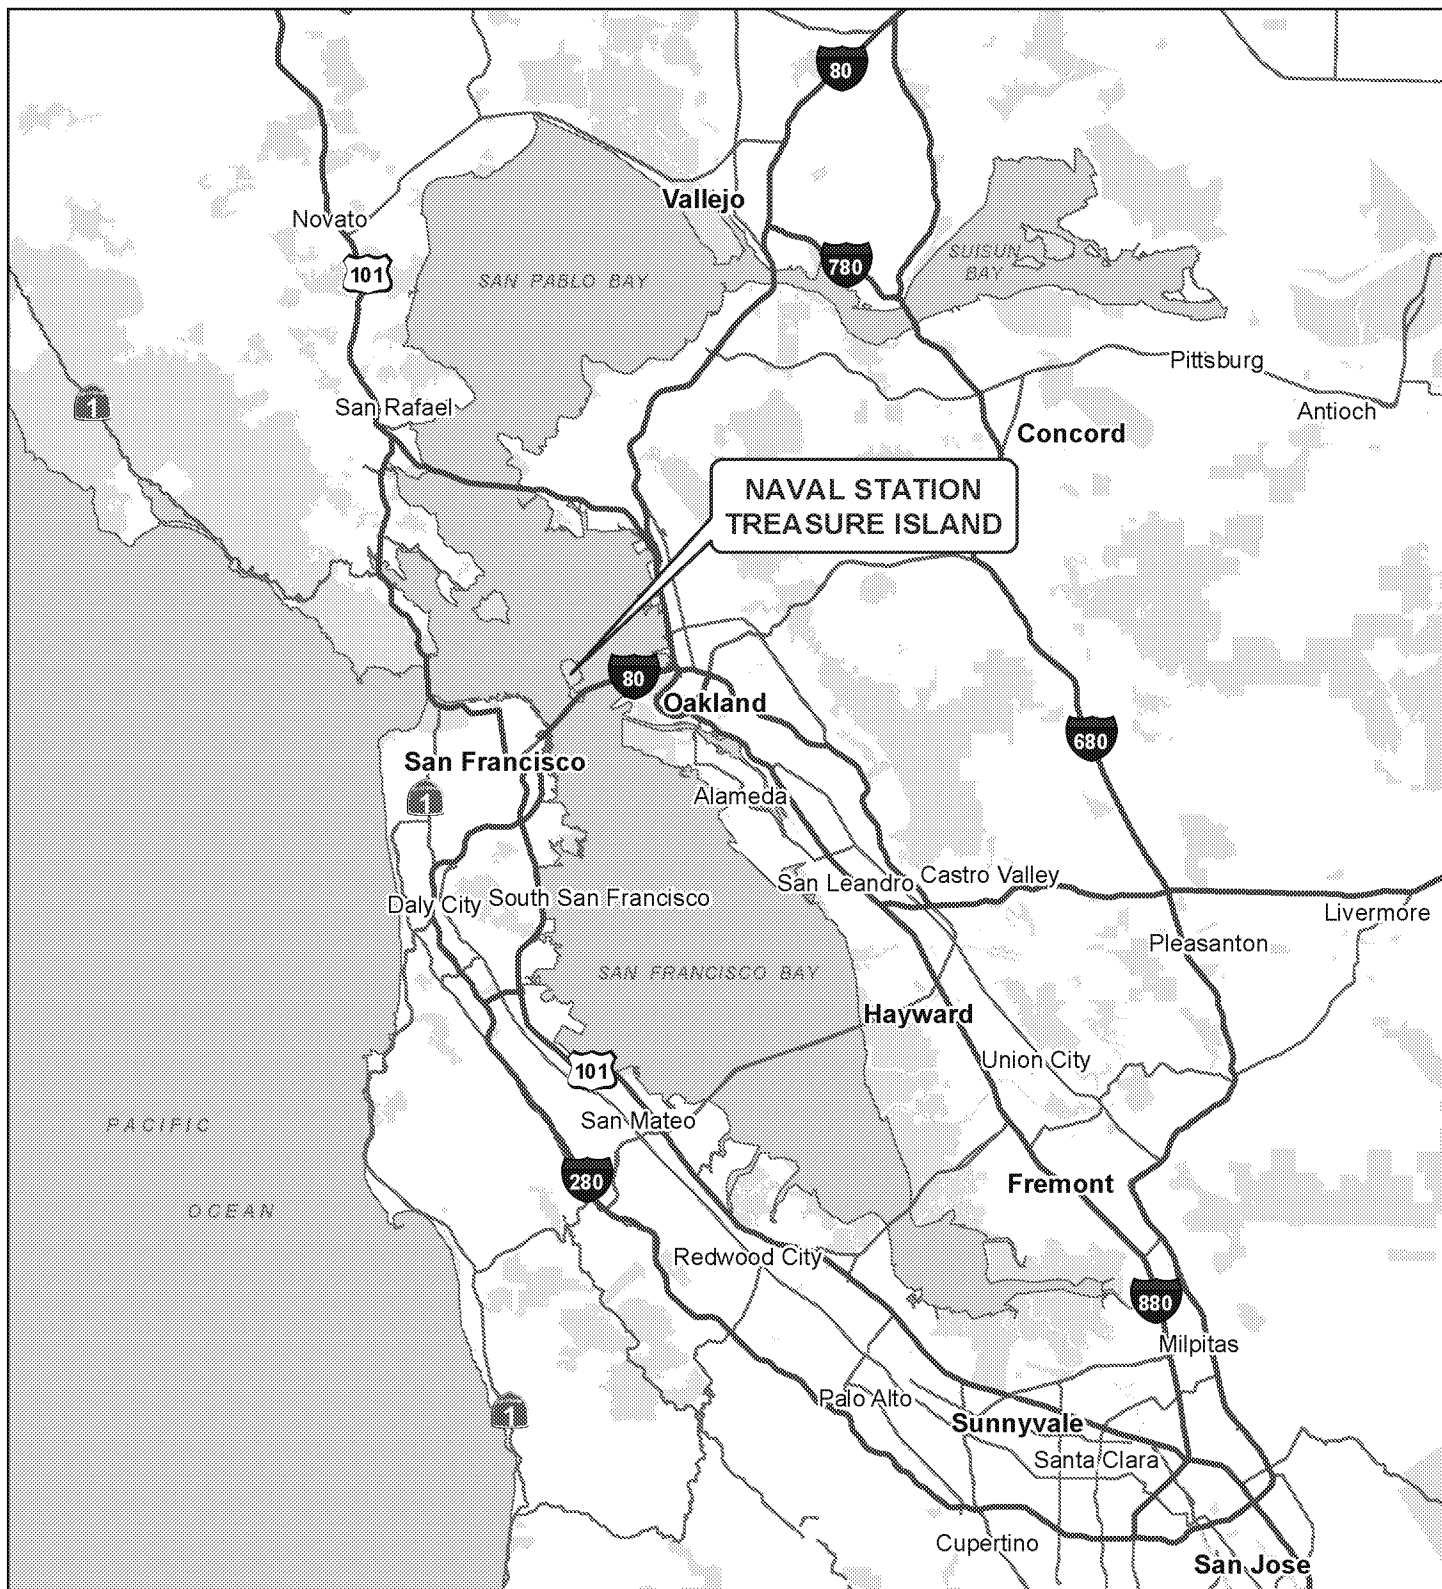 80
Vallejo
Novato
101
780
SUISUN
BAY
SAN PABLO BAY
Pittsburg
1
San Rafael
Antioch
Concord
NAVAL STATION
TREASURE ISLAND
80
Oakland
680
San Francisco
1
Alameda
San Leandro
Castro Valley
Daly City
South San Francisco
Livermore
Pleasanton
SAN FRANCISCO BAY
Hayward
Union City
101
San Mateo
PACIFIC
OCEAN
280
Fremont
Redwood City
880
Milpitas
Palo Alto
1
Sunnyvale
Santa Clara
Cupertino
San Jose